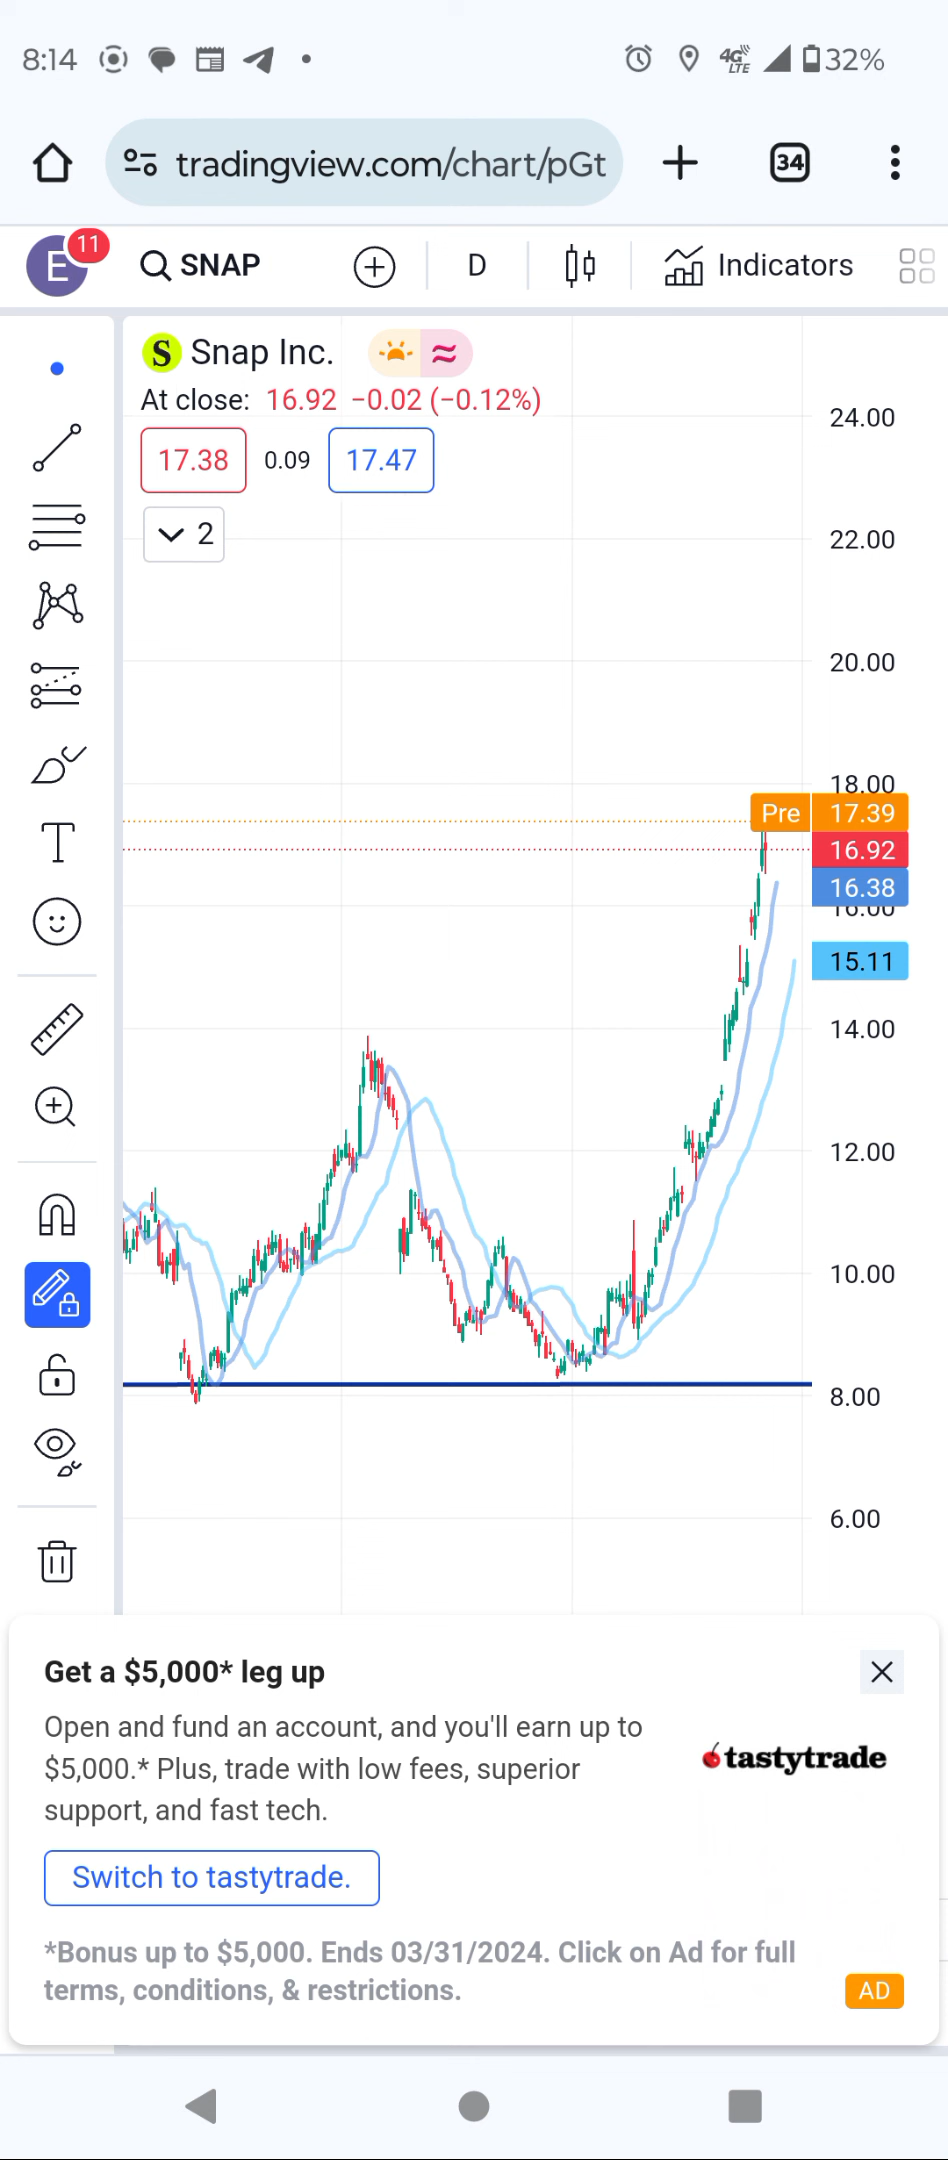 8:14
4G LTE 32%
tradingview.com/chart/pGt
34
E 11 SNAP D Indicators
S Snap Inc.
At close: 16.92 −0.02 (−0.12%)
17.38 0.09 17.47
2
24.00
22.00
20.00
18.00
Pre 17.39
16.92
16.38
16.00
15.11
14.00
12.00
10.00
8.00
6.00
Get a $5,000* leg up
Open and fund an account, and you'll earn up to
$5,000.* Plus, trade with low fees, superior
support, and fast tech.
tastytrade
Switch to tastytrade.
*Bonus up to $5,000. Ends 03/31/2024. Click on Ad for full
terms, conditions, & restrictions.
AD